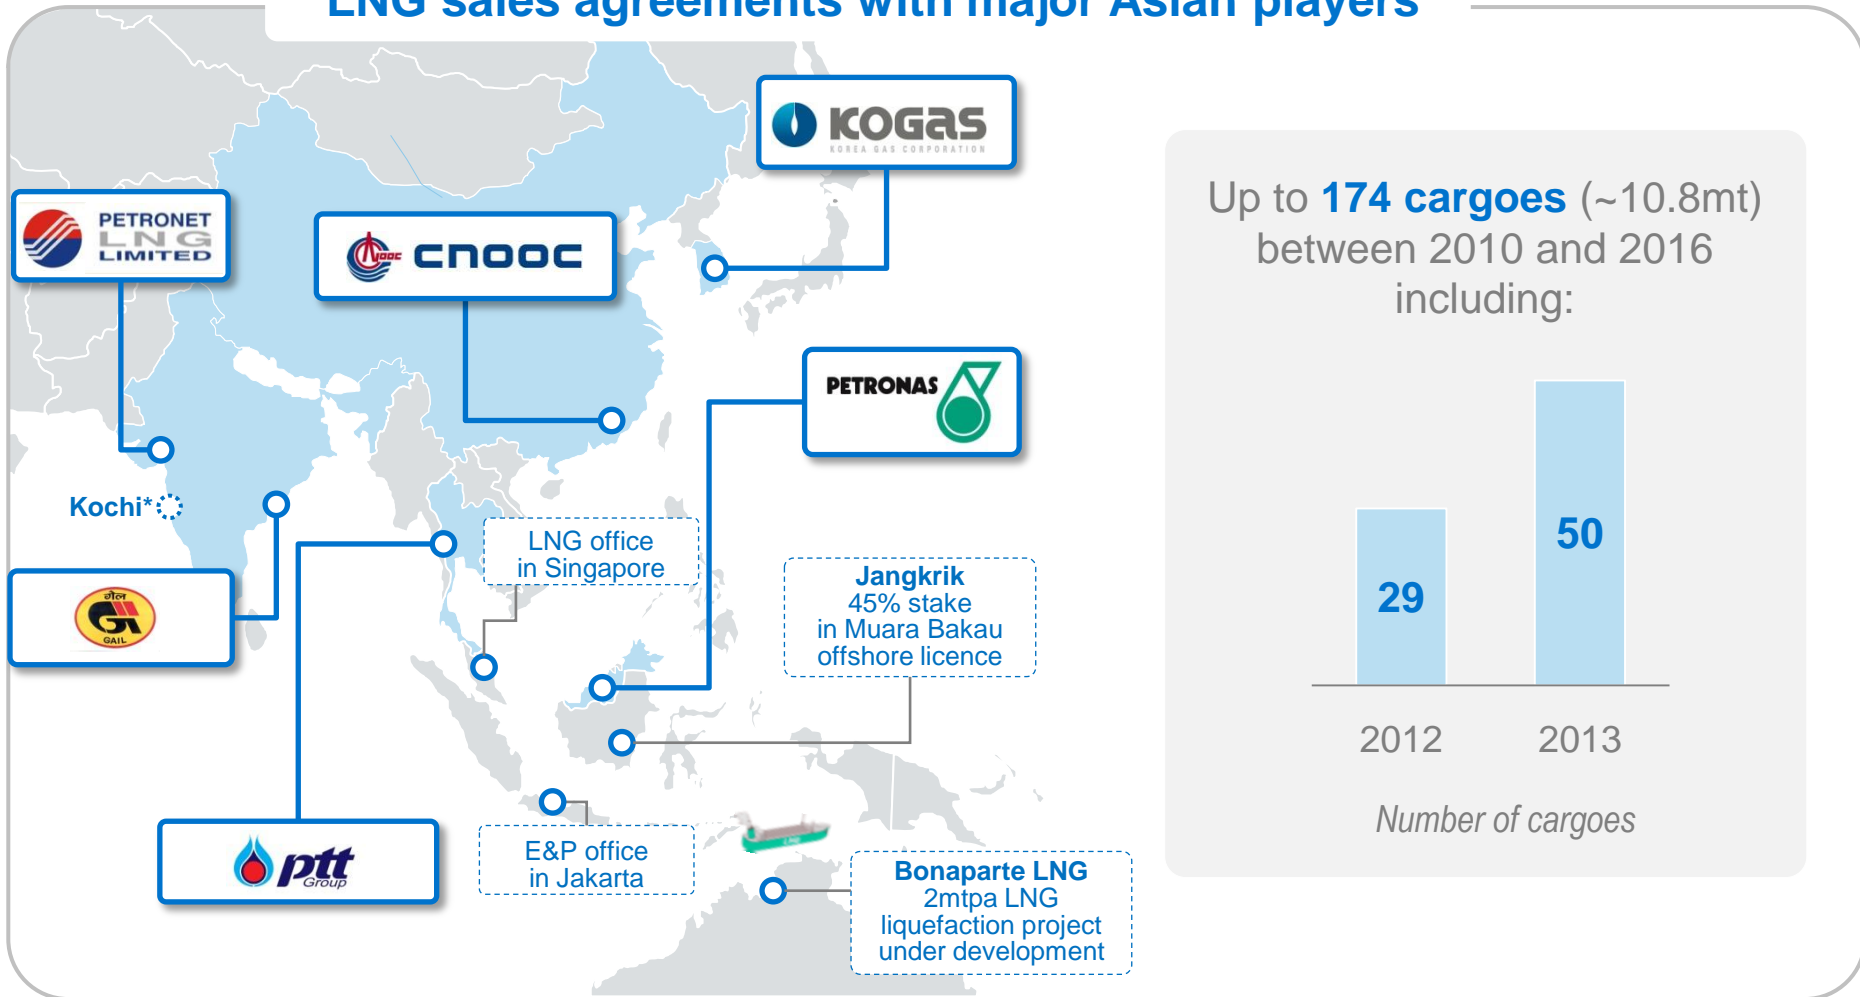 LNG sales agreements with major Asian players
KOGAS
KOREA GAS CORPORATION
PETRONET
LNG
LIMITED
CNOOC
cnooc
PETRONAS
Kochi*
LNG office
in Singapore
Jangkrik
45% stake
in Muara Bakau
offshore licence
गेल
GAIL
ptt
Group
E&P office
in Jakarta
Bonaparte LNG
2mtpa LNG
liquefaction project
under development
Up to 174 cargoes (~10.8mt)
between 2010 and 2016
including:
29
50
2012
2013
Number of cargoes